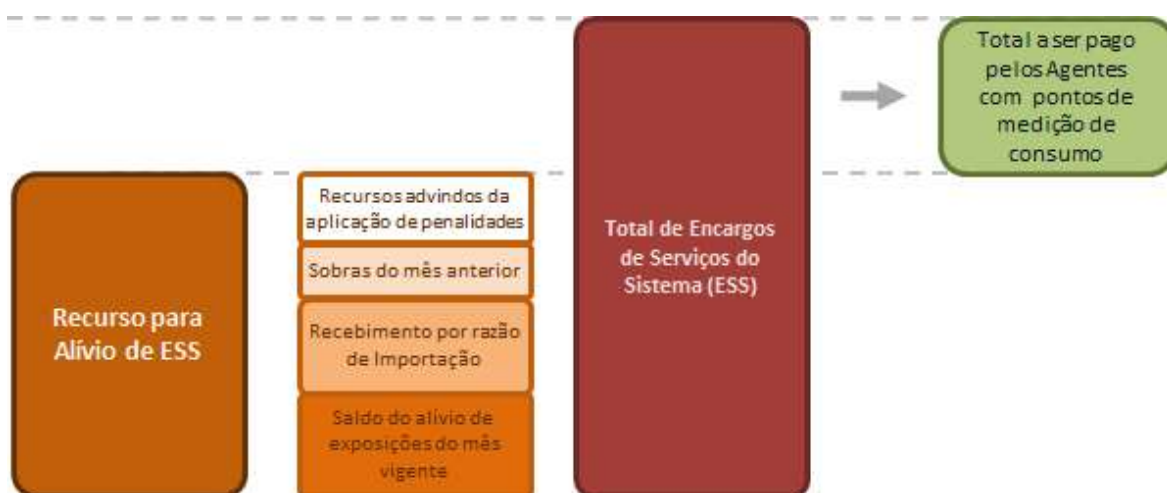 Recurso para
Alívio de ESS
Recursos advindos da
aplicação de penalidades
Sobras do mês anterior
Recebimento por razão
de Importação
Saldo do alívio de
exposições do mês
vigente
Total de Encargos
de Serviços do
Sistema (ESS)
Total a ser pago
pelos Agentes
com pontos de
medição de
consumo